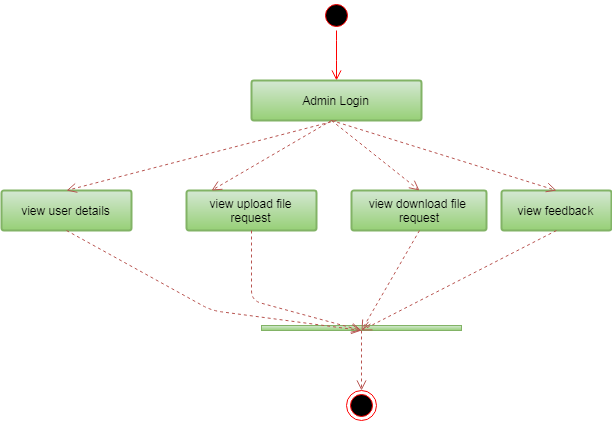 Admin Login
view user details
view upload file
request
view download file
request
view feedback